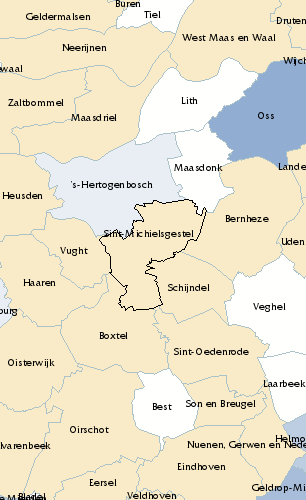 Buren
Tiel
Geldermalsen
Druten
West Maas en Waal
Neerijnen
Wijch
waal
Zaltbommel
Lith
Maasdriel
Oss
Maasdonk
Lande
's-Hertogenbosch
Heusden
Bernheze
Sint-Michielsgestel
Uden
Vught
Haaren
Schijndel
Veghel
burg
Boxtel
Sint-Oedenrode
Oisterwijk
Laarbeek
Best
Son en Breugel
Oirschot
Helmo
lvarenbeek
Nuenen, Gerwen en Nede
Eindhoven
Eersel
Geldrop-Mi
Bladel
Veldhoven